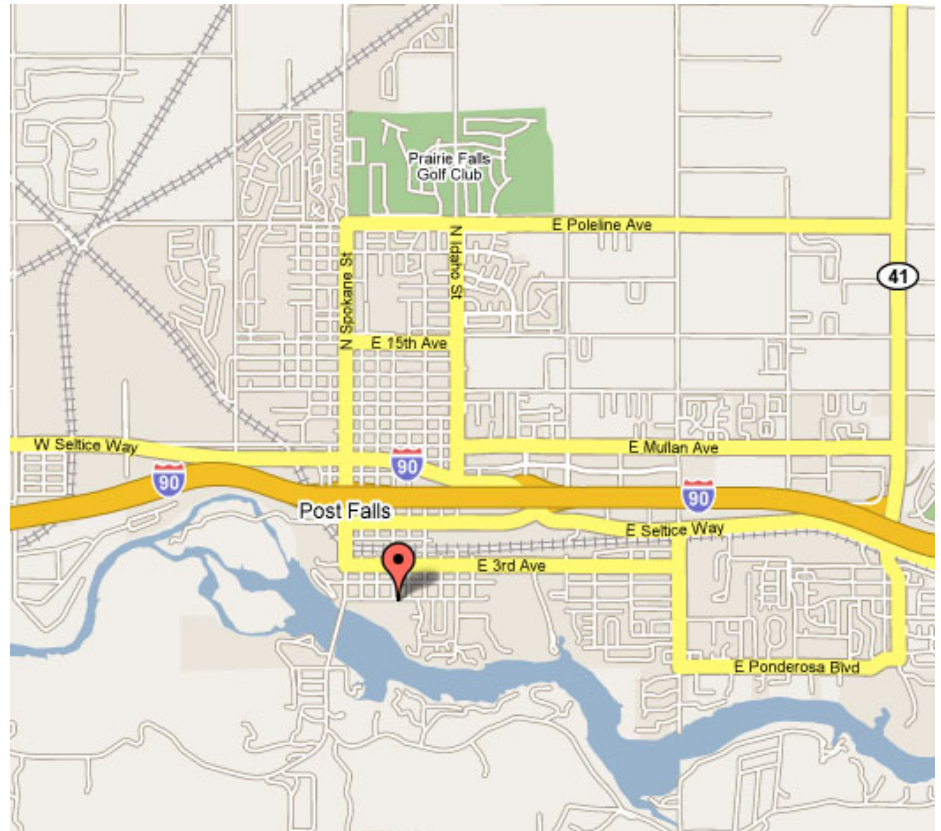 Prairie Falls
Golf Club
E Poleline Ave
N Idaho St
N Spokane St
41
E 15th Ave
W Seltice Way
E Mullan Ave
90
90
90
Post Falls
E Seltice Way
E 3rd Ave
E Ponderosa Blvd